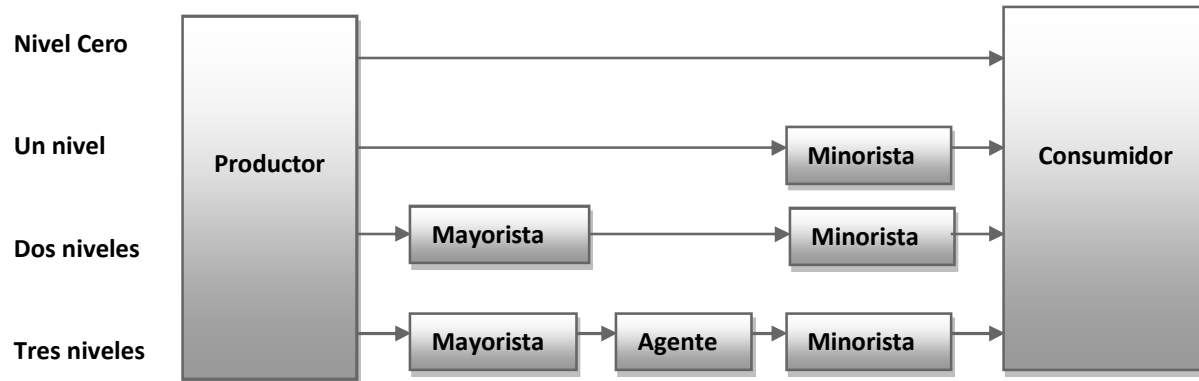 Nivel Cero
Un nivel
Productor
Minorista
Consumidor
Dos niveles
Mayorista
Minorista
Tres niveles
Mayorista
Agente
Minorista